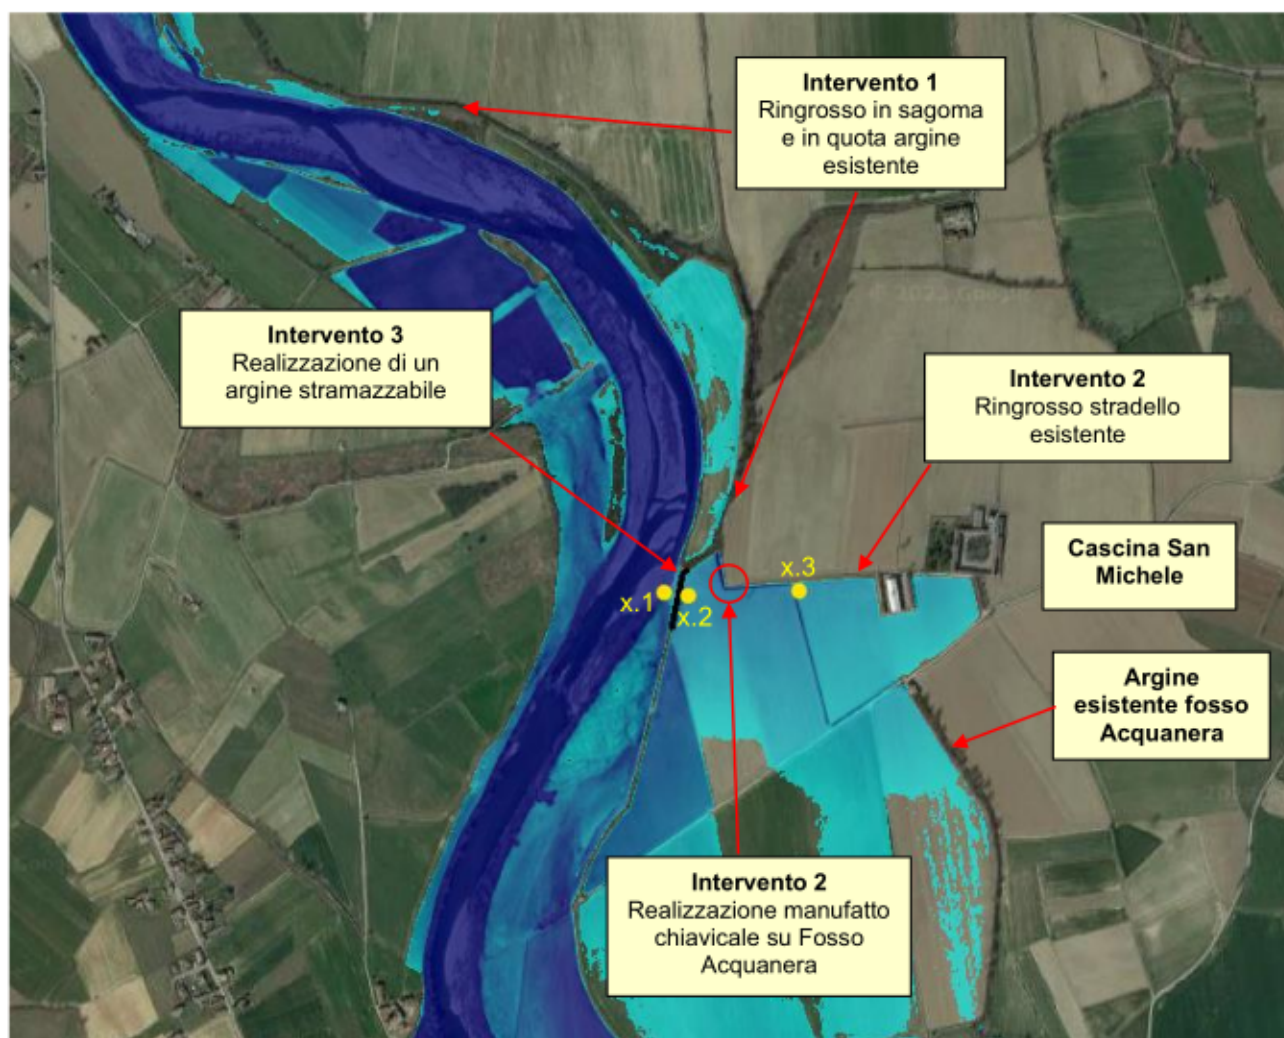 Intervento 1
Ringrosso in sagoma
e in quota argine
esistente
Intervento 3
Realizzazione di un
argine stramazzabile
Intervento 2
Ringrosso stradello
esistente
Cascina San
Michele
x.1
x.2
x.3
Argine
esistente fosso
Acquanera
Intervento 2
Realizzazione manufatto
chiavicale su Fosso
Acquanera